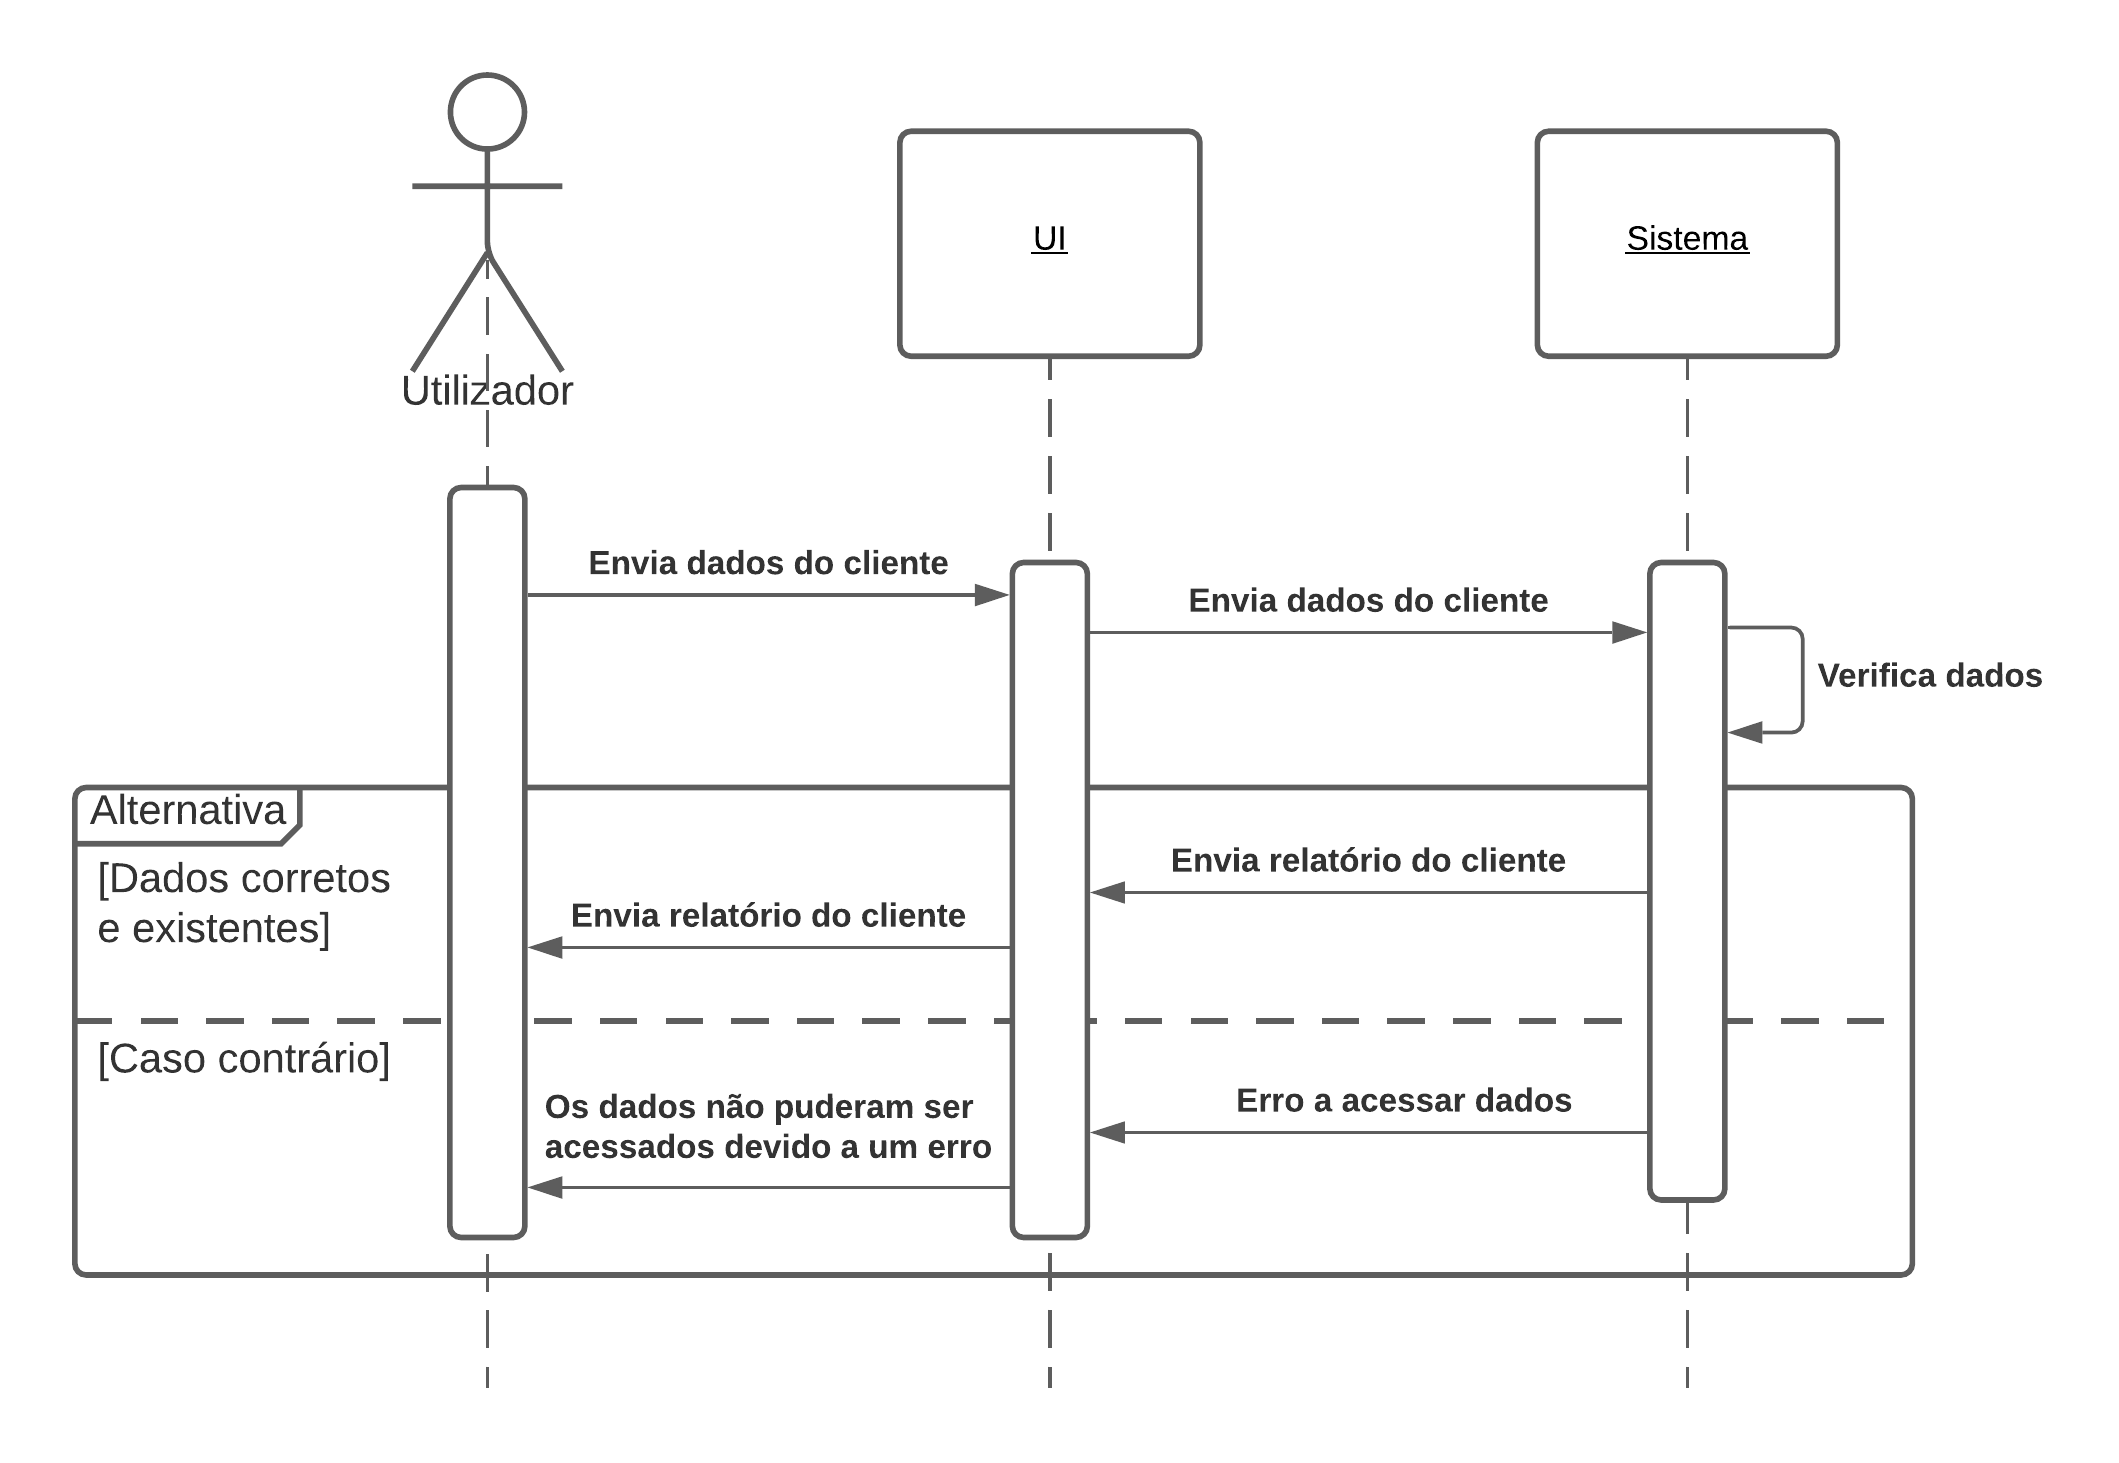 UI
Sistema
Utilizador
Envia dados do cliente
Envia dados do cliente
Verifica dados
Alternativa
[Dados corretos
e existentes]
Envia relatório do cliente
Envia relatório do cliente
[Caso contrário]
Erro a acessar dados
Os dados não puderam ser
acessados devido a um erro